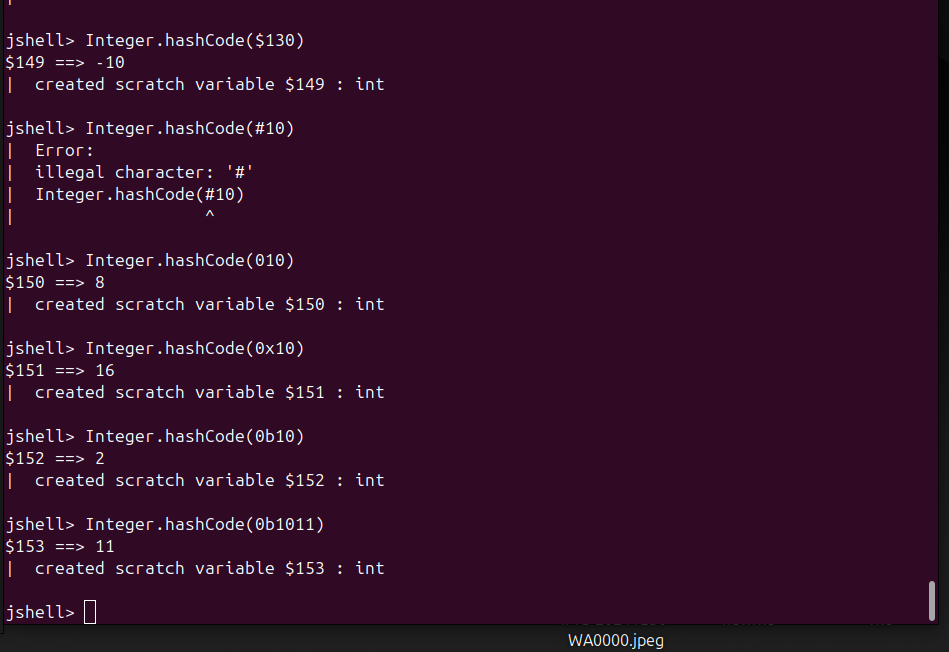 jshell> Integer.hashCode($130)
$149 ==> -10
|  created scratch variable $149 : int
jshell> Integer.hashCode(#10)
|  Error:
|  illegal character: '#'
|  Integer.hashCode(#10)
|                   ^
jshell> Integer.hashCode(010)
$150 ==> 8
|  created scratch variable $150 : int
jshell> Integer.hashCode(0x10)
$151 ==> 16
|  created scratch variable $151 : int
jshell> Integer.hashCode(0b10)
$152 ==> 2
|  created scratch variable $152 : int
jshell> Integer.hashCode(0b1011)
$153 ==> 11
|  created scratch variable $153 : int
jshell>
WA0000.jpeg